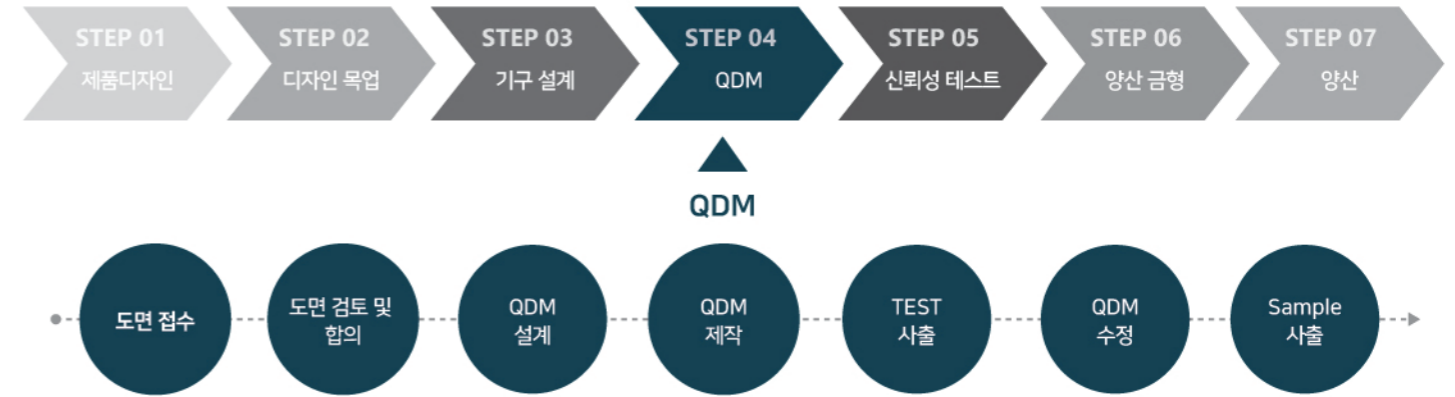 STEP 01
제품디자인
STEP 02
디자인 목업
STEP 03
기구 설계
STEP 04
QDM
STEP 05
신뢰성 테스트
STEP 06
양산 금형
STEP 07
양산
QDM
도면 접수
도면 검토 및
합의
QDM
설계
QDM
제작
TEST
사출
QDM
수정
Sample
사출